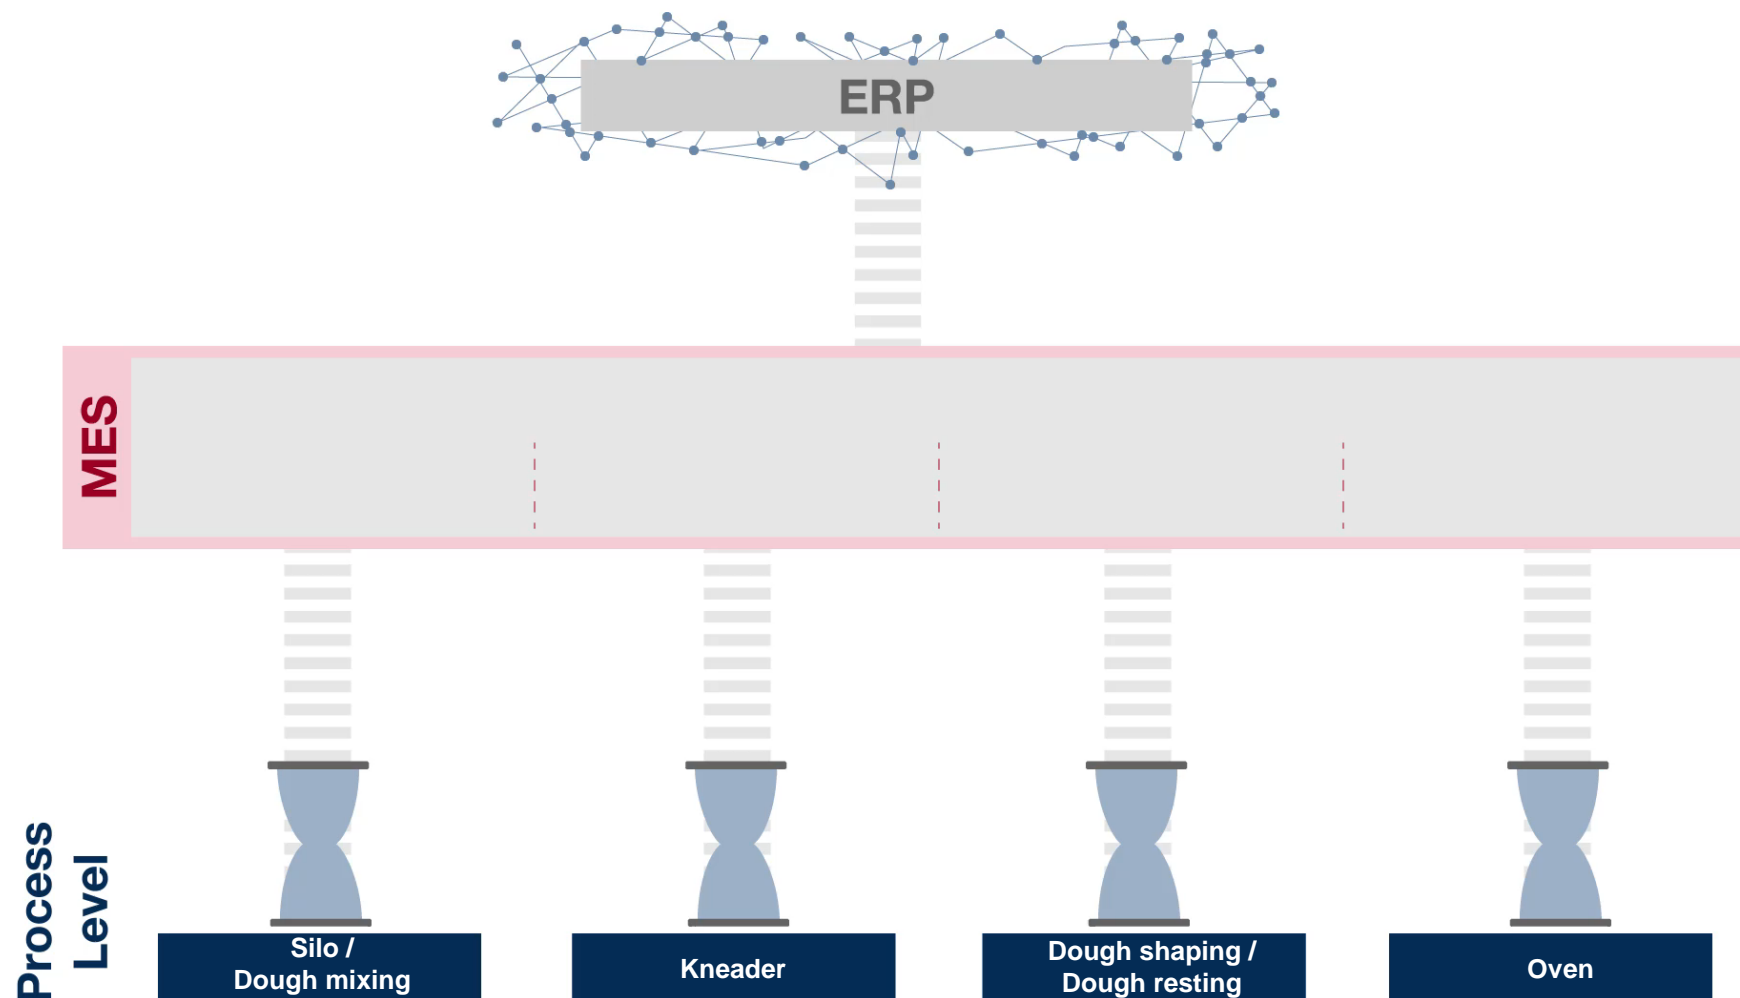 ERP
MES
Process
Level
Silo /
Dough mixing
Kneader
Dough shaping /
Dough resting
Oven